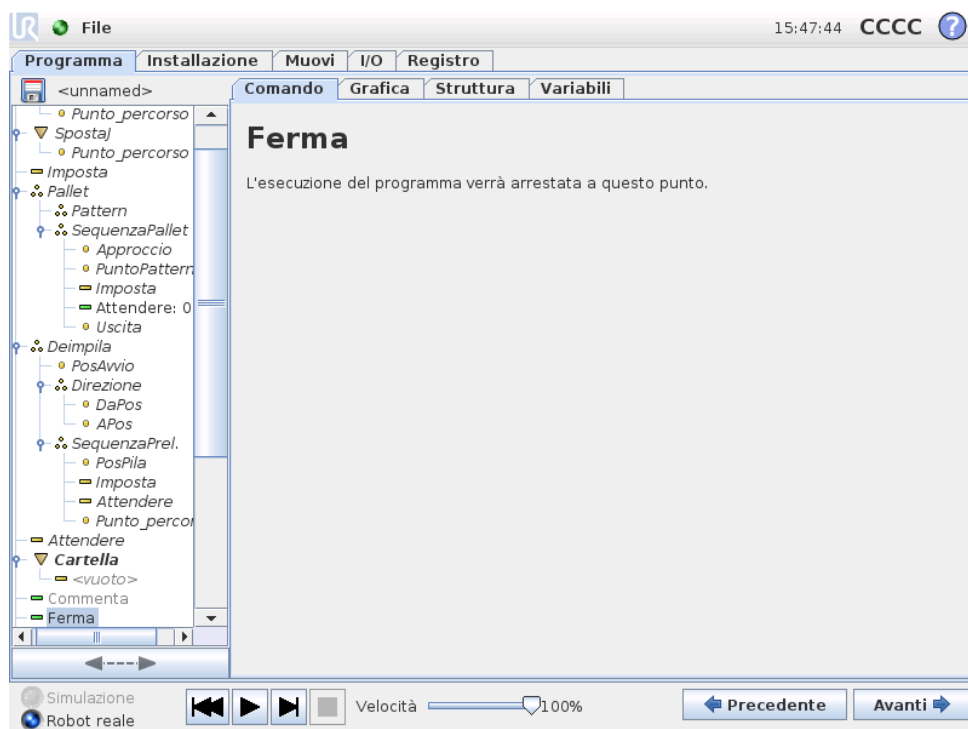 UR File 15:47:44 CCCC ?
Programma Installazione Muovi I/O Registro
<unnamed> Comando Grafica Struttura Variabili
Punto_percorso
SpostaJ
Punto_percorso
Imposta
Pallet
Pattern
SequenzaPallet
Approccio
PuntoPattern
Imposta
Attendere: 0
Uscita
Deimpila
PosAvvio
Direzione
DaPos
APos
SequenzaPrel.
PosPila
Imposta
Attendere
Punto_percor
Attendere
Cartella
<vuoto>
Commenta
Ferma
Ferma
L'esecuzione del programma verrà arrestata a questo punto.
Simulazione
Robot reale
Velocità 100%
Precedente Avanti